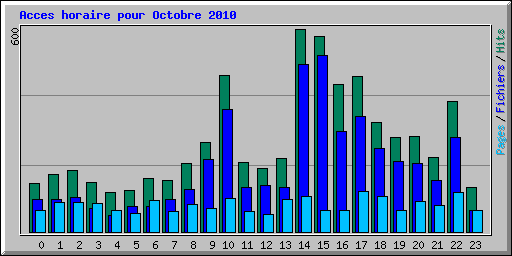 Acces horaire pour Octobre 2010
600
Pages / Fichiers / Hits
0 1 2 3 4 5 6 7 8 9 10 11 12 13 14 15 16 17 18 19 20 21 22 23